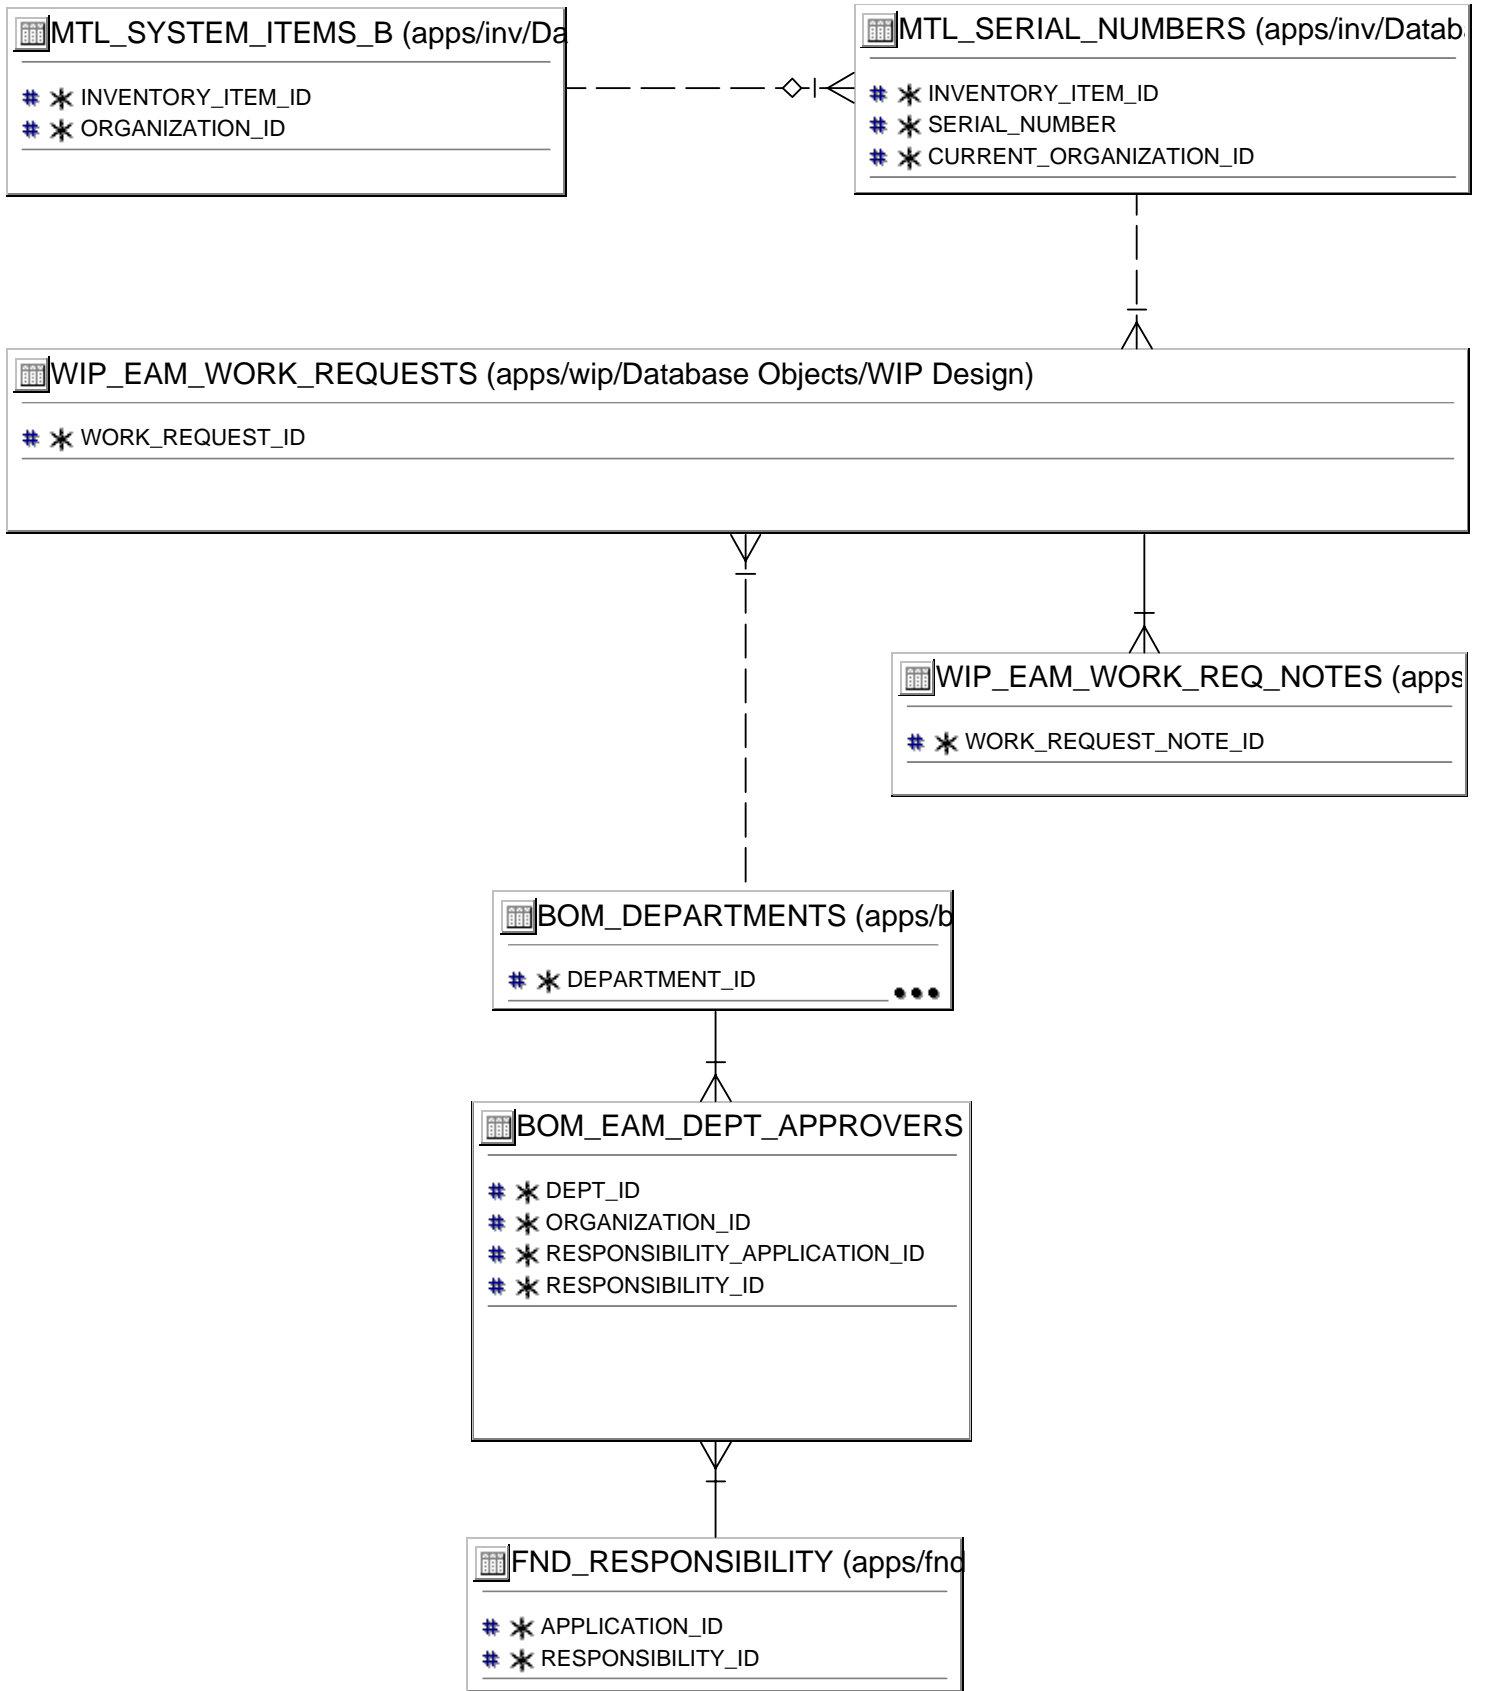 MTL_SYSTEM_ITEMS_B (apps/inv/Da
# * INVENTORY_ITEM_ID
# * ORGANIZATION_ID
MTL_SERIAL_NUMBERS (apps/inv/Datab
# * INVENTORY_ITEM_ID
# * SERIAL_NUMBER
# * CURRENT_ORGANIZATION_ID
WIP_EAM_WORK_REQUESTS (apps/wip/Database Objects/WIP Design)
# * WORK_REQUEST_ID
WIP_EAM_WORK_REQ_NOTES (apps
# * WORK_REQUEST_NOTE_ID
BOM_DEPARTMENTS (apps/b
# * DEPARTMENT_ID
BOM_EAM_DEPT_APPROVERS
# * DEPT_ID
# * ORGANIZATION_ID
# * RESPONSIBILITY_APPLICATION_ID
# * RESPONSIBILITY_ID
FND_RESPONSIBILITY (apps/fnd
# * APPLICATION_ID
# * RESPONSIBILITY_ID